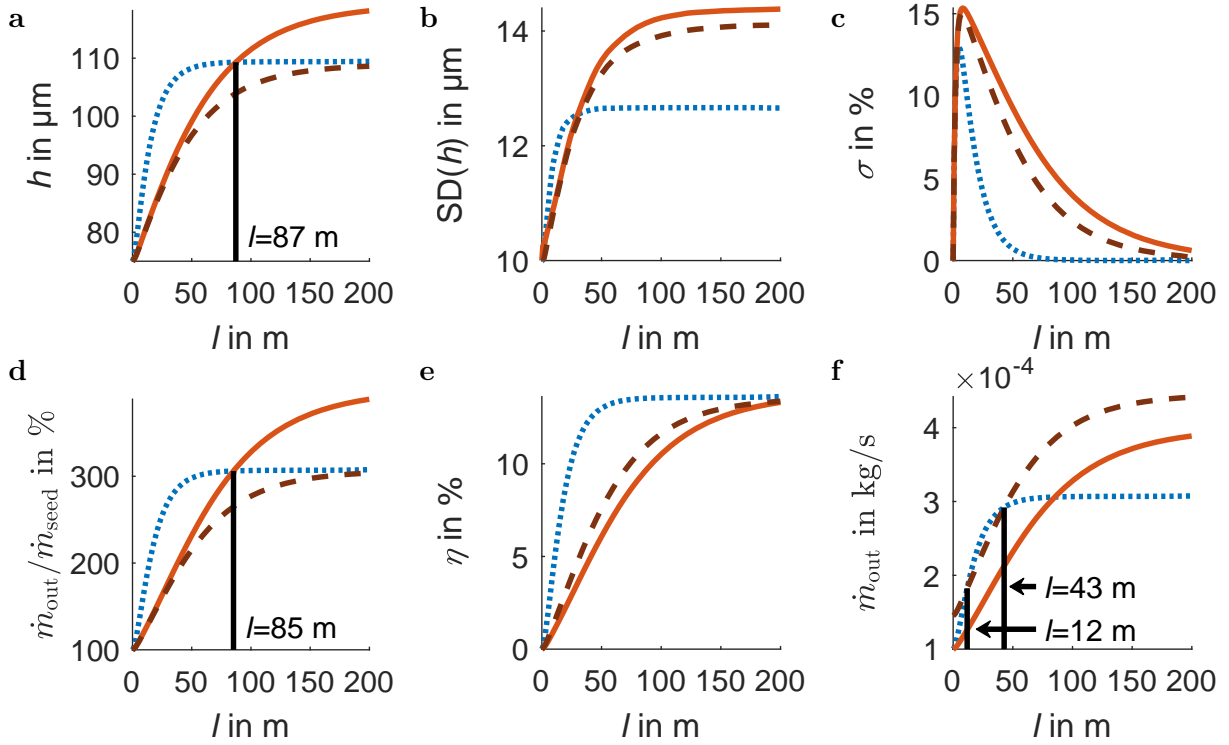 a
h in µm
110
100
90
80
l=87 m
0 50 100 150 200
l in m
b
SD(h) in µm
14
12
10
0 50 100 150 200
l in m
c
σ in %
15
10
5
0
0 50 100 150 200
l in m
d
ṁout/ṁseed in %
300
200
100
l=85 m
0 50 100 150 200
l in m
e
η in %
10
5
0
0 50 100 150 200
l in m
f
×10-4
ṁout in kg/s
4
3
2
1
l=43 m
l=12 m
0 50 100 150 200
l in m